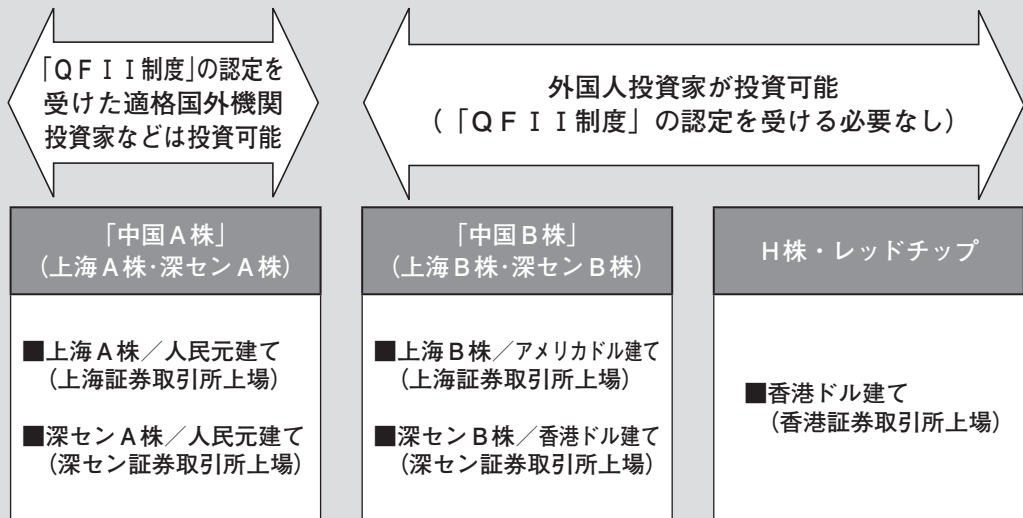 「QFII制度」の認定を
受けた適格国外機関
投資家などは投資可能
外国人投資家が投資可能
(「QFII制度」の認定を受ける必要なし)
「中国A株」
(上海A株・深センA株)
■上海A株/人民元建て
(上海証券取引所上場)
■深センA株/人民元建て
(深セン証券取引所上場)
「中国B株」
(上海B株・深センB株)
■上海B株/アメリカドル建て
(上海証券取引所上場)
■深センB株/香港ドル建て
(深セン証券取引所上場)
H株・レッドチップ
■香港ドル建て
(香港証券取引所上場)